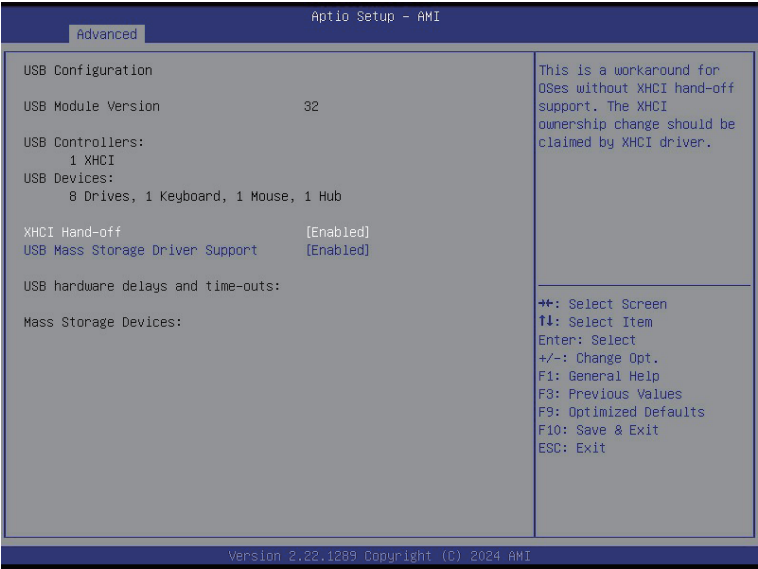 Aptio Setup – AMI
Advanced
USB Configuration
USB Module Version 32
USB Controllers:
1 XHCI
USB Devices:
8 Drives, 1 Keyboard, 1 Mouse, 1 Hub
XHCI Hand-off [Enabled]
USB Mass Storage Driver Support [Enabled]
USB hardware delays and time-outs:
Mass Storage Devices:
This is a workaround for
OSes without XHCI hand-off
support. The XHCI
ownership change should be
claimed by XHCI driver.
→←: Select Screen
↑↓: Select Item
Enter: Select
+/-: Change Opt.
F1: General Help
F3: Previous Values
F9: Optimized Defaults
F10: Save & Exit
ESC: Exit
Version 2.22.1289 Copyright (C) 2024 AMI